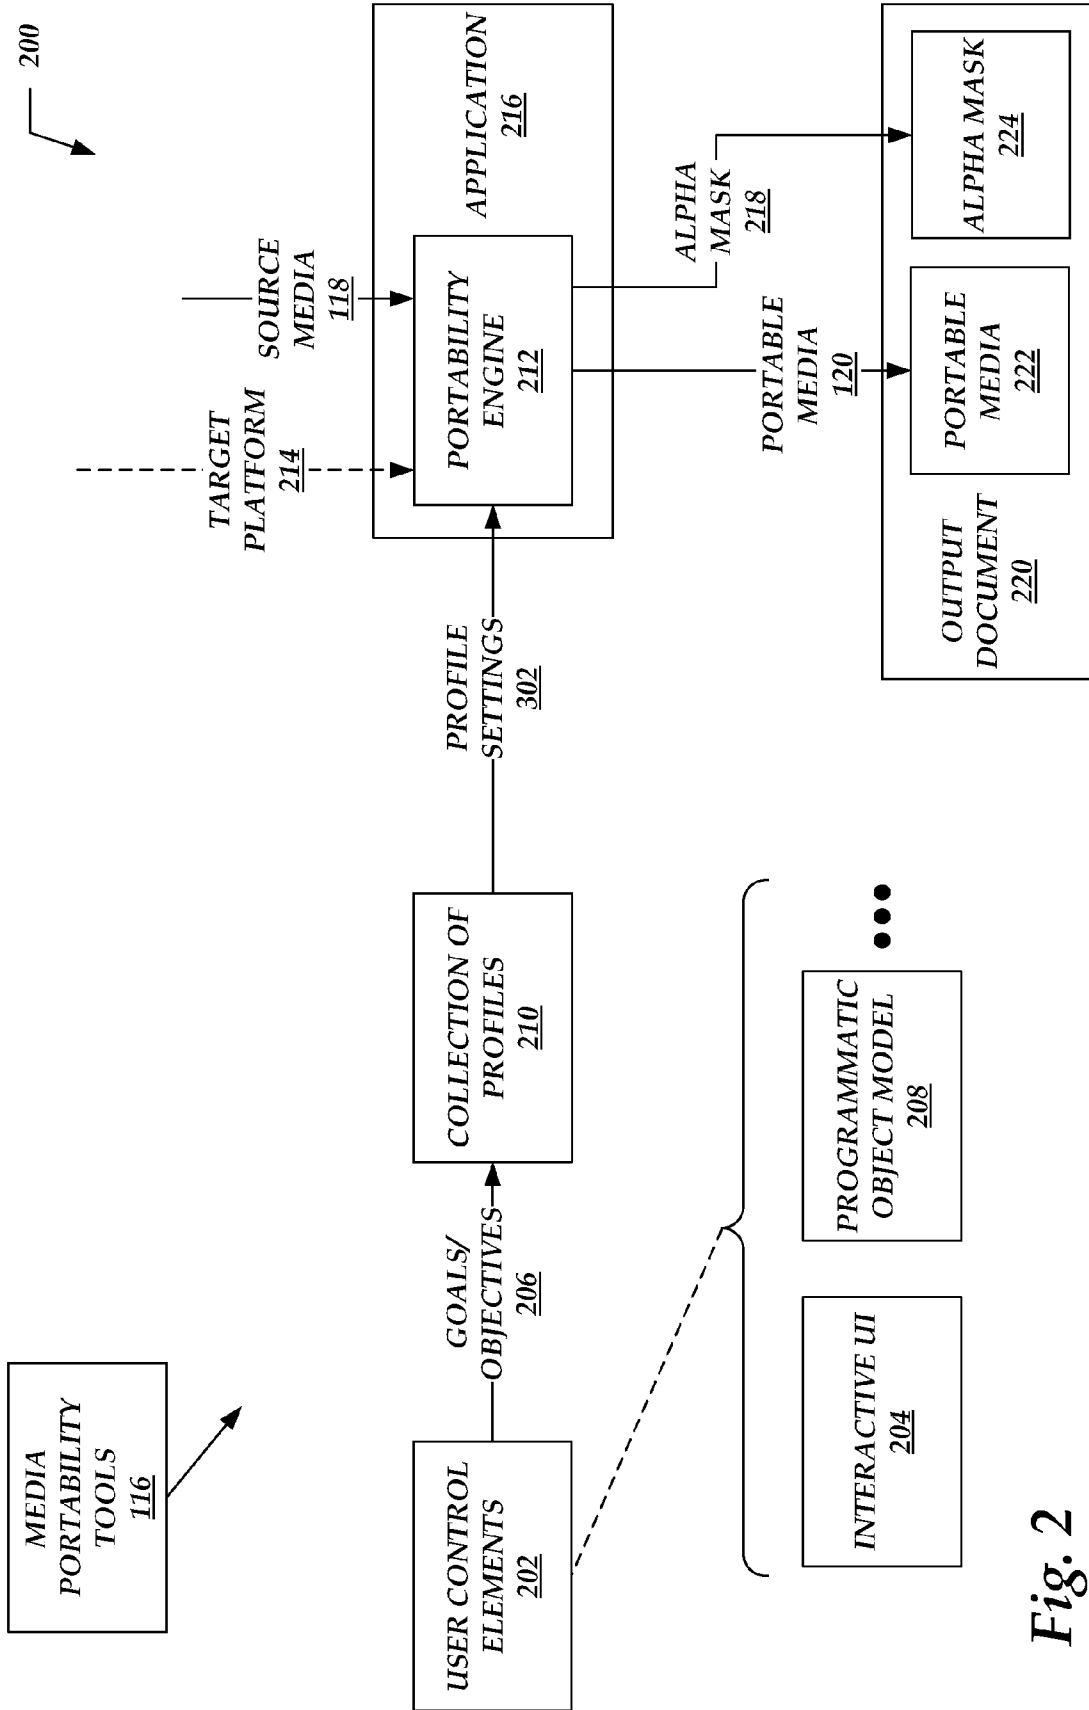 200
MEDIA
PORTABILITY
TOOLS
116
TARGET
PLATFORM
214
SOURCE
MEDIA
118
USER CONTROL
ELEMENTS
202
GOALS/
OBJECTIVES
206
COLLECTION OF
PROFILES
210
PROFILE
SETTINGS
302
PORTABILITY
ENGINE
212
APPLICATION
216
ALPHA
MASK
218
PORTABLE
MEDIA
120
INTERACTIVE UI
204
PROGRAMMATIC
OBJECT MODEL
208
OUTPUT
DOCUMENT
220
PORTABLE
MEDIA
222
ALPHA MASK
224
Fig. 2